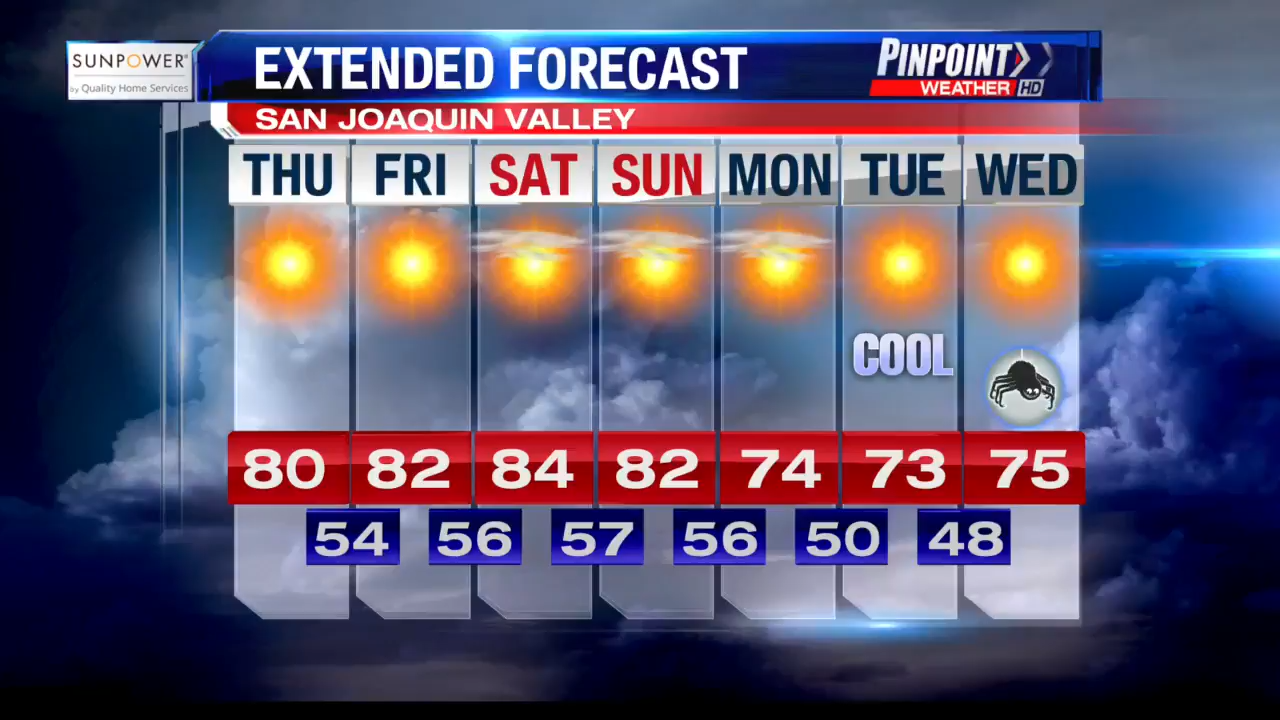 SUNPOWER®
by Quality Home Services
EXTENDED FORECAST
PINPOINT
WEATHER HD
SAN JOAQUIN VALLEY
THU FRI SAT SUN MON TUE WED
COOL
80 82 84 82 74 73 75
54 56 57 56 50 48